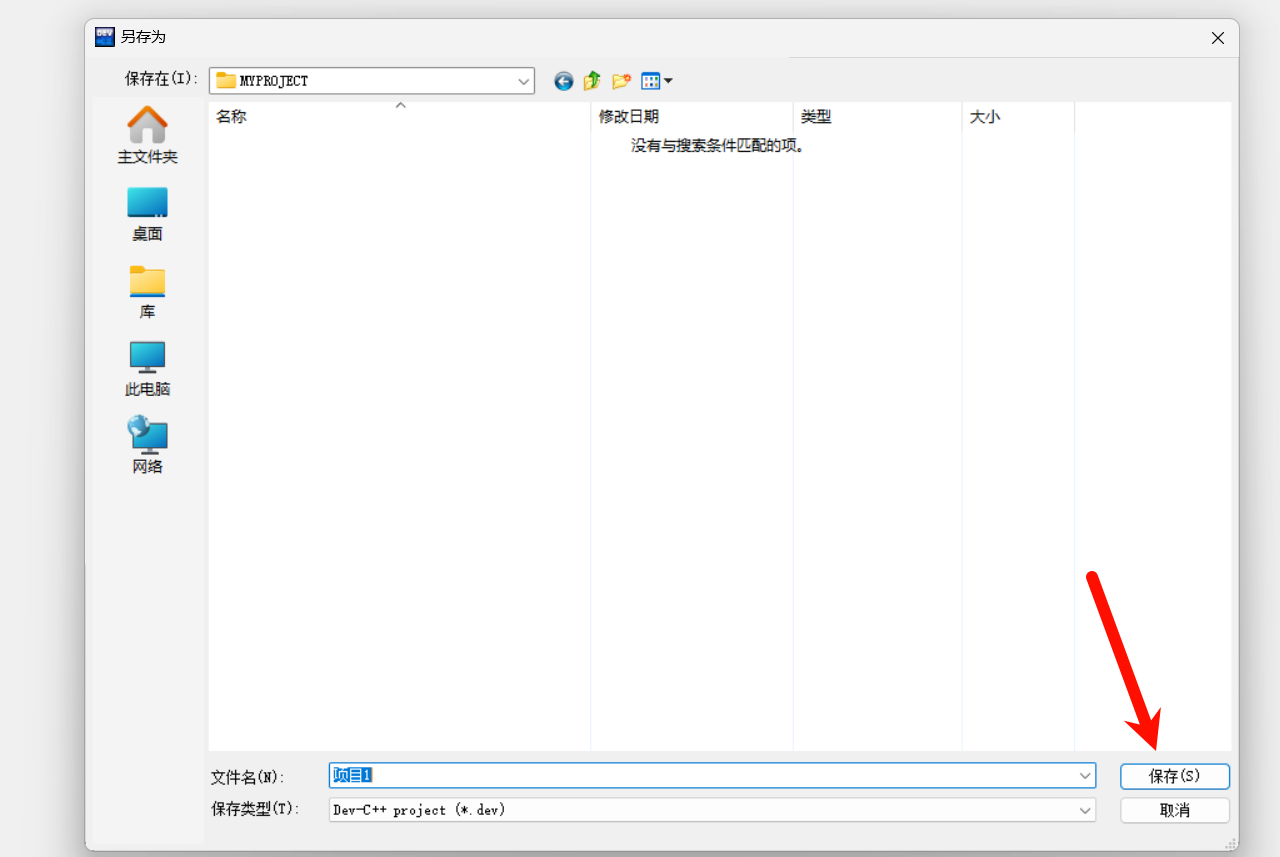 DEV
另存为
保存在(I):
MYPROJECT
名称
修改日期
类型
大小
没有与搜索条件匹配的项。
主文件夹
桌面
库
此电脑
网络
文件名(N):
项目1
保存(S)
保存类型(T):
Dev-C++ project (*.dev)
取消